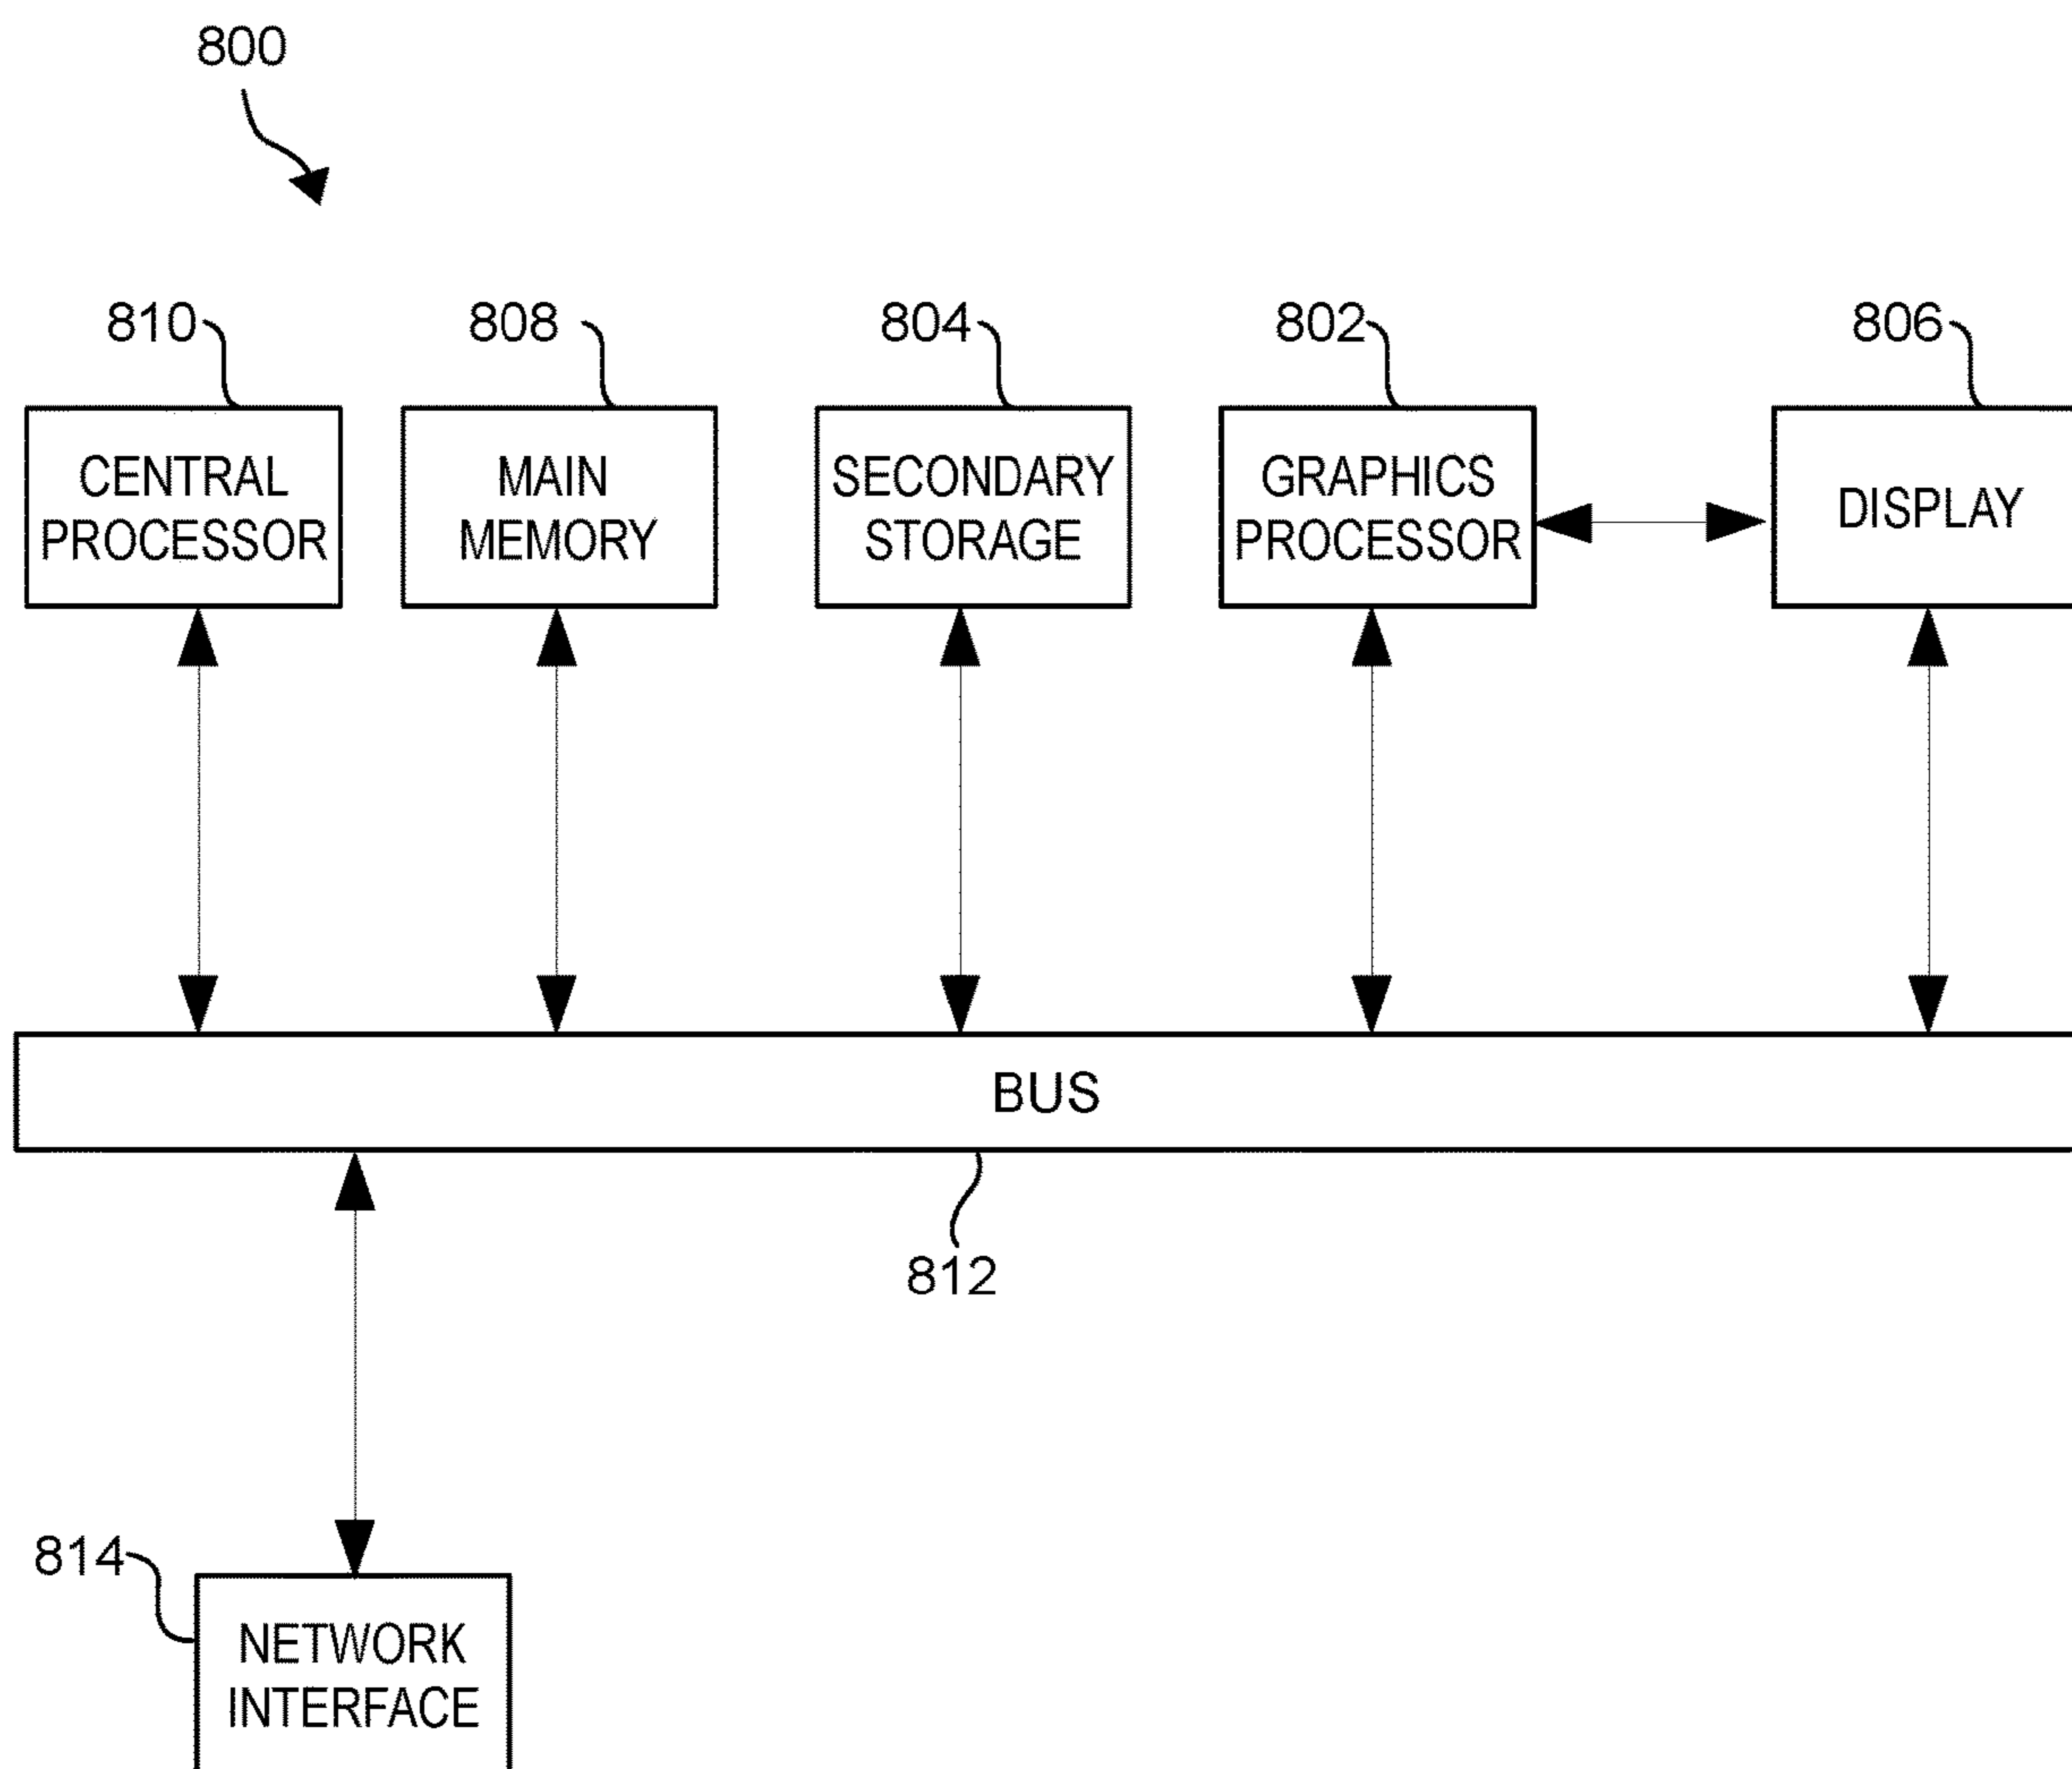 800
810
808
804
802
806
CENTRAL
PROCESSOR
MAIN
MEMORY
SECONDARY
STORAGE
GRAPHICS
PROCESSOR
DISPLAY
BUS
812
814
NETWORK
INTERFACE